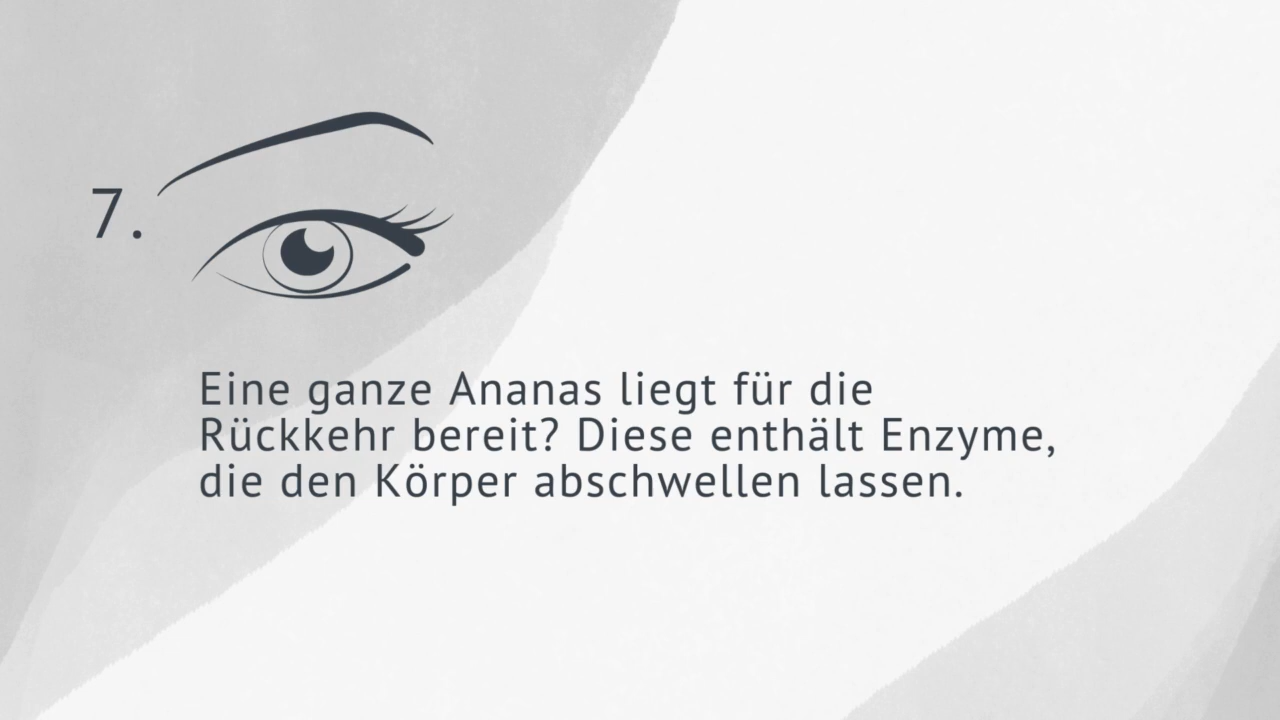 7.
Eine ganze Ananas liegt für die
Rückkehr bereit? Diese enthält Enzyme,
die den Körper abschwellen lassen.